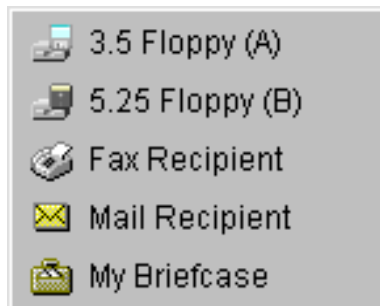 3.5 Floppy (A)
5.25 Floppy (B)
Fax Recipient
Mail Recipient
My Briefcase